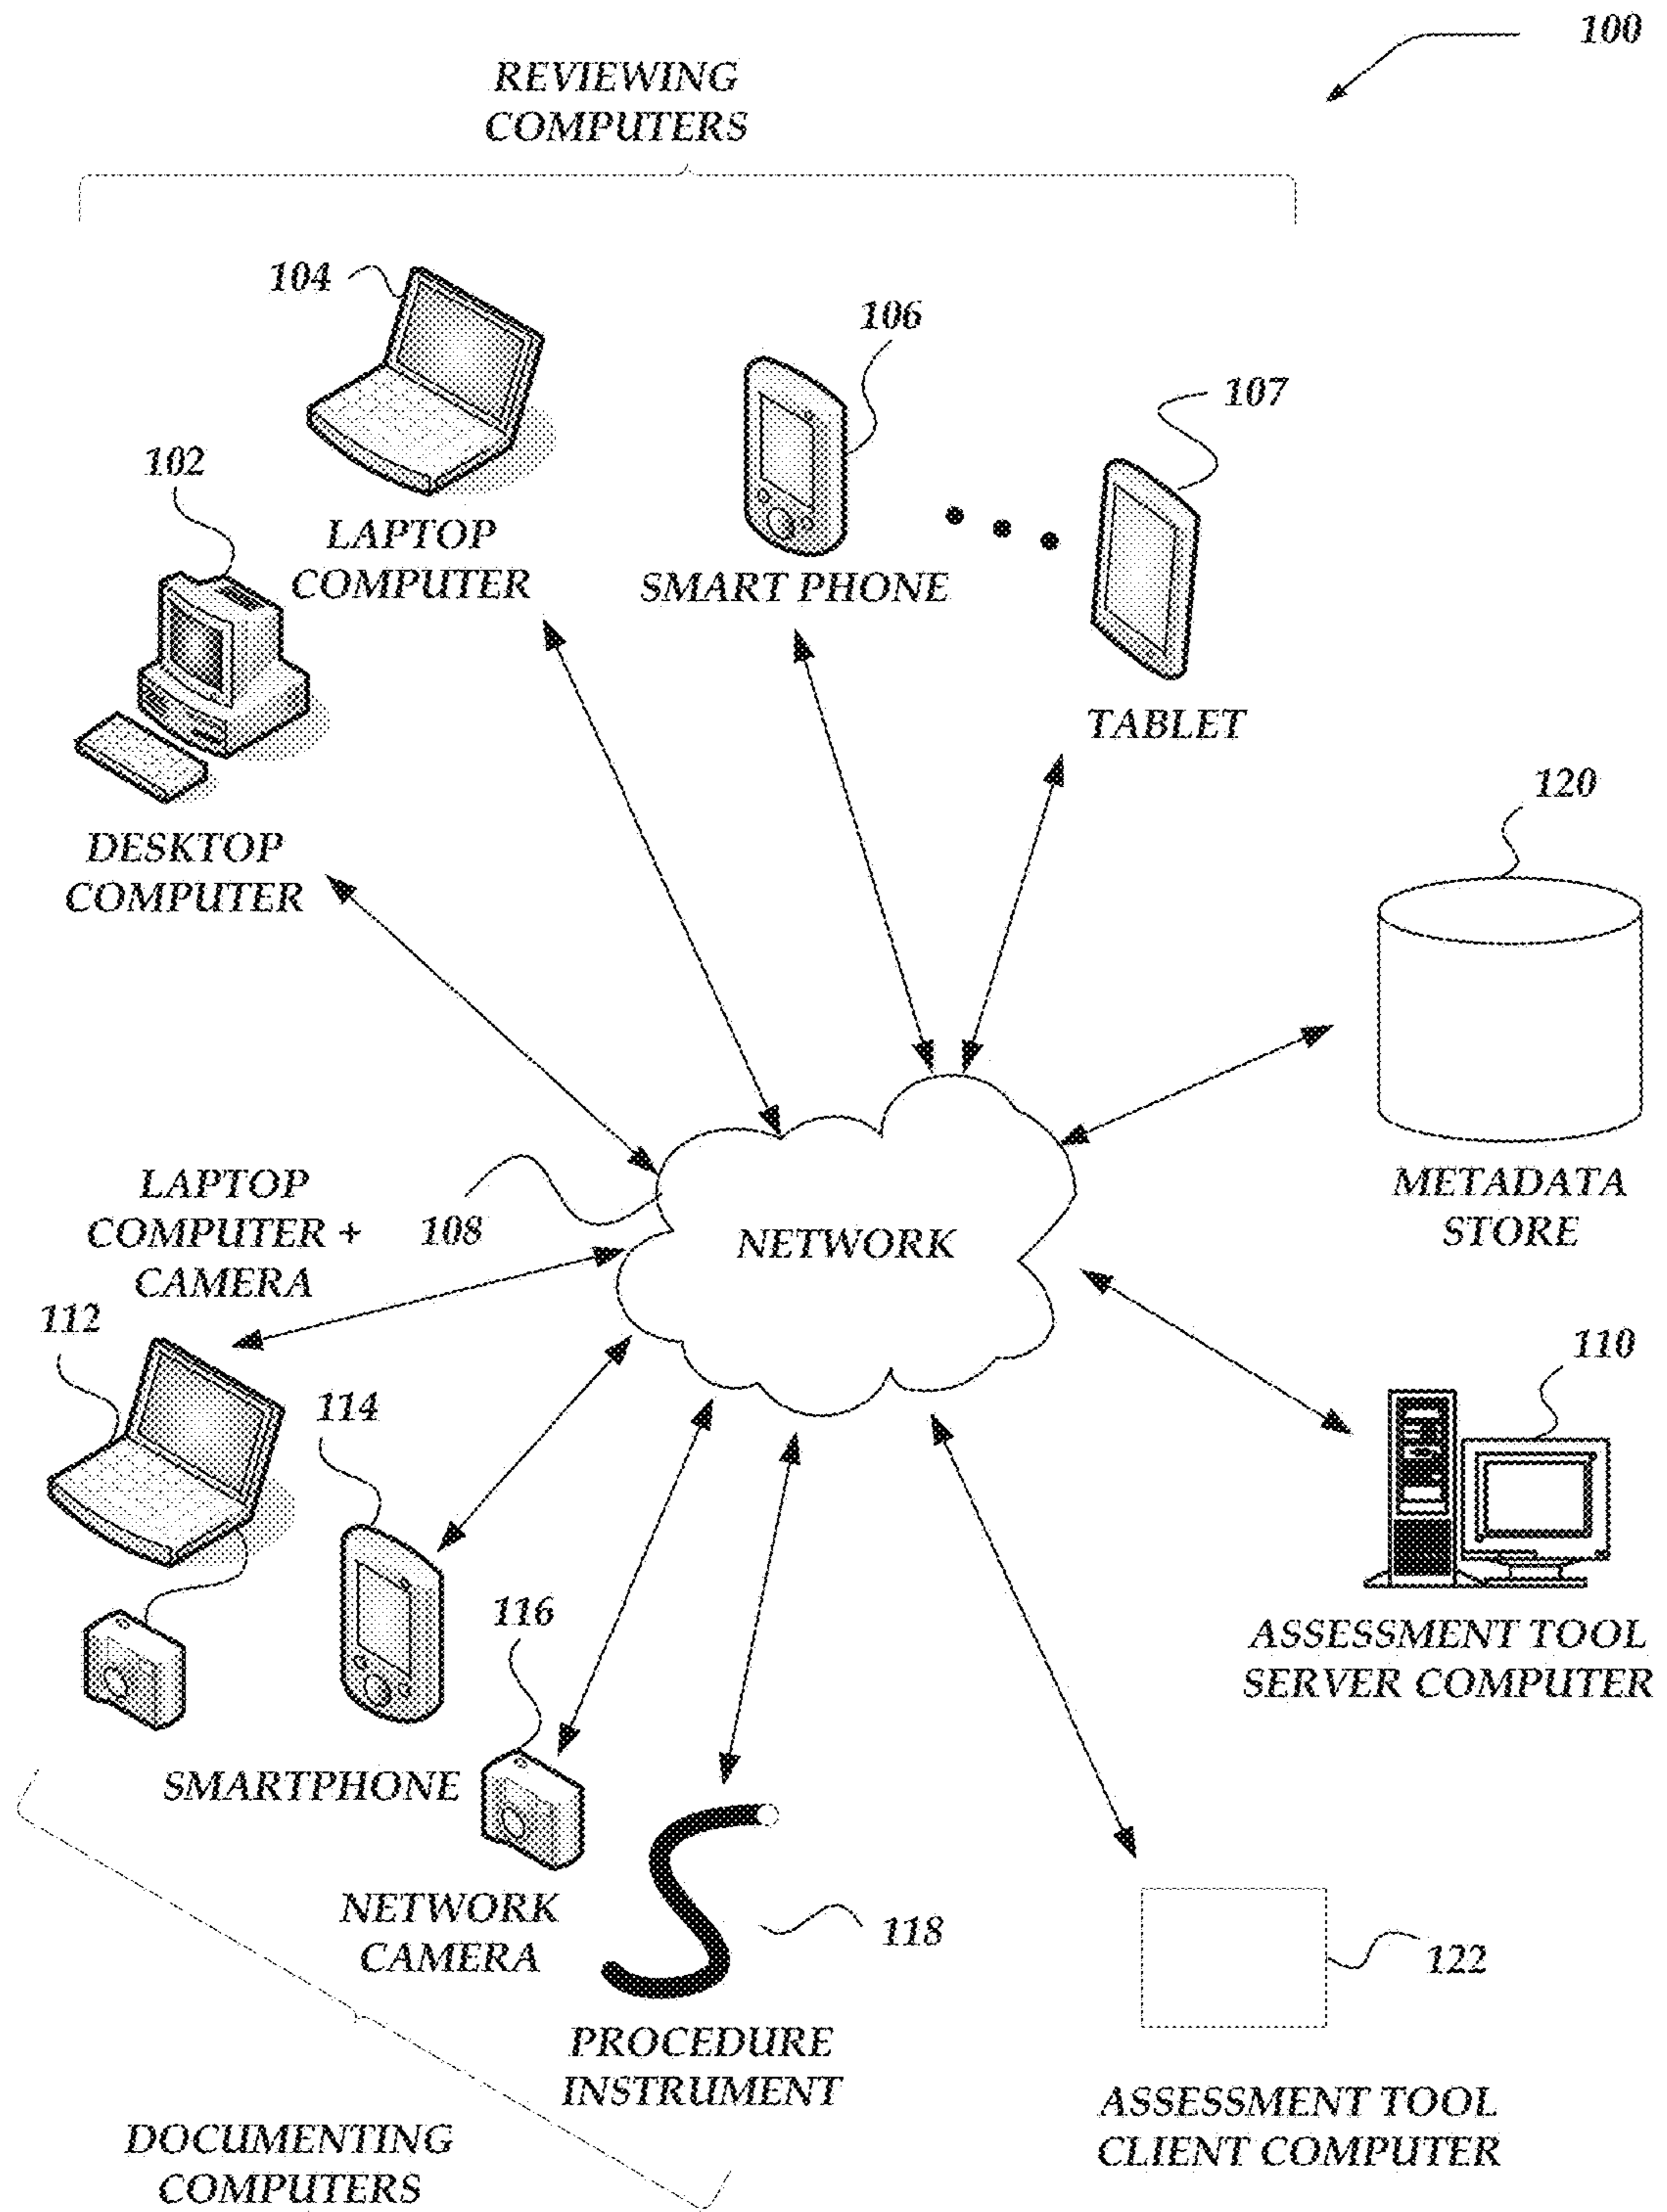 100
REVIEWING
COMPUTERS
104
106
107
102
LAPTOP
COMPUTER
SMART PHONE
TABLET
120
DESKTOP
COMPUTER
METADATA
STORE
LAPTOP
COMPUTER +
CAMERA
108
NETWORK
112
110
114
116
ASSESSMENT TOOL
SERVER COMPUTER
SMARTPHONE
NETWORK
CAMERA
118
122
PROCEDURE
INSTRUMENT
ASSESSMENT TOOL
CLIENT COMPUTER
DOCUMENTING
COMPUTERS